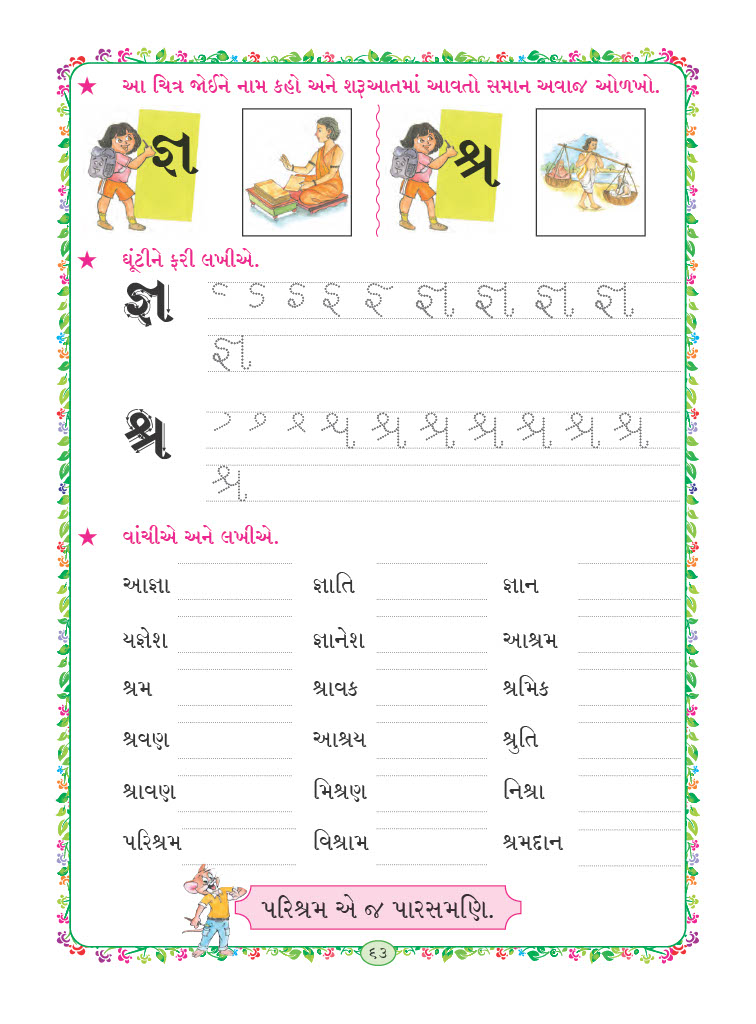 ★ આ ચિત્ર જોઈને નામ કહો અને શરૂઆતમાં આવતો સમાન અવાજ ઓળખો.
જ્ઞ શ્ર
★ ઘૂંટીને ફરી લખીએ.
જ્ઞ જ્ઞ જ્ઞ જ્ઞ જ્ઞ
જ્ઞ
શ્ર શ્ર શ્ર શ્ર શ્ર શ્ર શ્ર
શ્ર
★ વાંચીએ અને લખીએ.
આજ્ઞા જ્ઞાતિ જ્ઞાન
યજ્ઞેશ જ્ઞાનેશ આશ્રમ
શ્રમ શ્રાવક શ્રમિક
શ્રવણ આશ્રય શ્રુતિ
શ્રાવણ મિશ્રણ નિશ્રા
પરિશ્રમ વિશ્રામ શ્રમદાન
પરિશ્રમ એ જ પારસમણિ.
૬૩